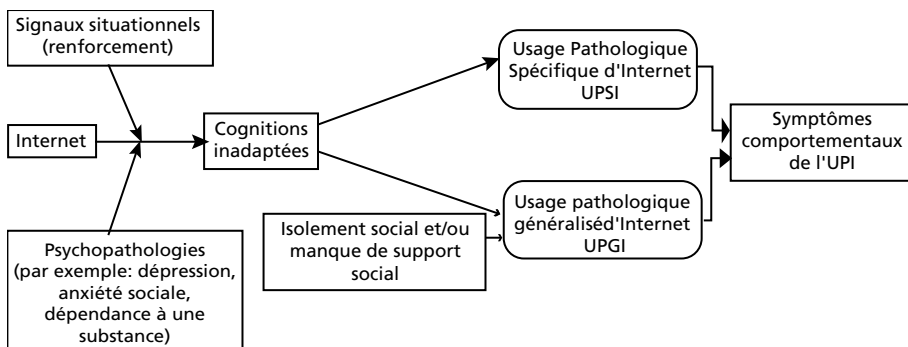 Signaux situationnels
(renforcement)
Internet
Psychopathologies
(par exemple: dépression,
anxiété sociale,
dépendance à une
substance)
Cognitions
inadaptées
Isolement social et/ou
manque de support
social
Usage Pathologique
Spécifique d'Internet
UPSI
Usage pathologique
généraliséd'Internet
UPGI
Symptômes
comportementaux
de l'UPI